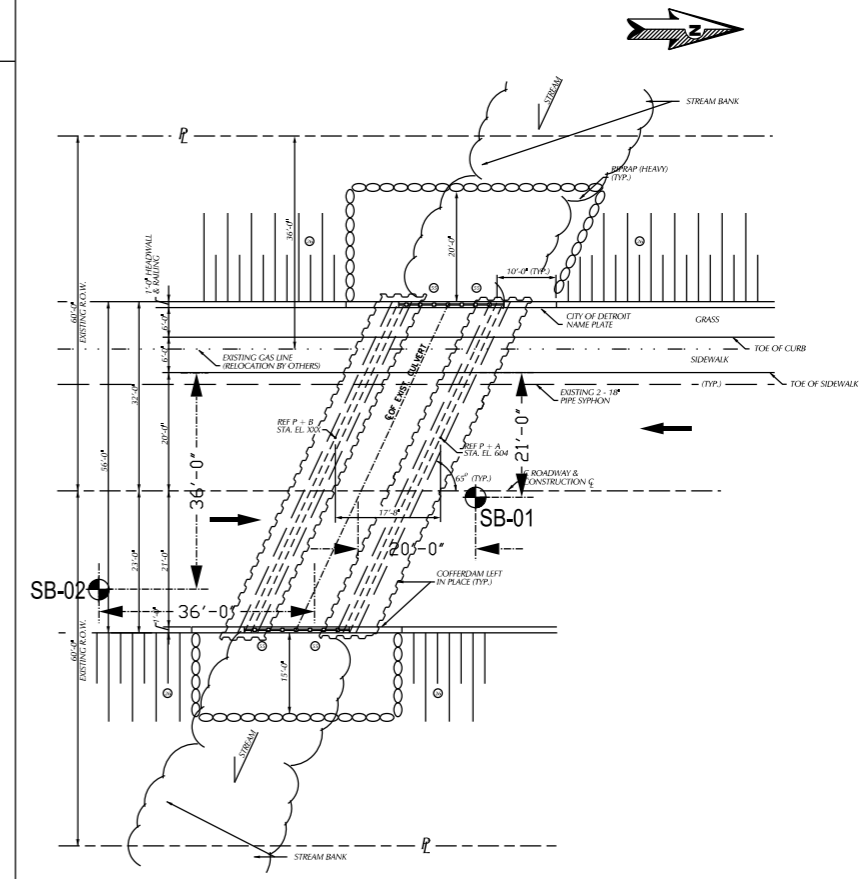 N
STREAM
STREAM BANK
PL
RIPRAP (HEAVY)
(TYP.)
36'-0"
20'-0"
1'-0" HEADWALL
& RAILING
10'-0" (TYP.)
60'-0"
EXISTING R.O.W.
6'-0"
CITY OF DETROIT
NAME PLATE
GRASS
TOE OF CURB
EXISTING GAS LINE
(RELOCATION BY OTHERS)
6'-0"
SIDEWALK
(TYP.)
TOE OF SIDEWALK
EXISTING 2 - 18"
PIPE SYPHON
32'-0"
℄ OF EXIST CULVERT
REF P + B
STA. EL. XXX
REF P + A
STA. EL. 604
21'-0"
20'-0"
56'-0"
36'-0"
65° (TYP.)
℄ ROADWAY &
CONSTRUCTION ℄
17'-8"
SB-01
20'-0"
23'-0"
21'-0"
COFFERDAM LEFT
IN PLACE (TYP.)
SB-02
36'-0"
1'-0"
60'-0"
EXISTING R.O.W.
15'-0"
STREAM
PL
STREAM BANK